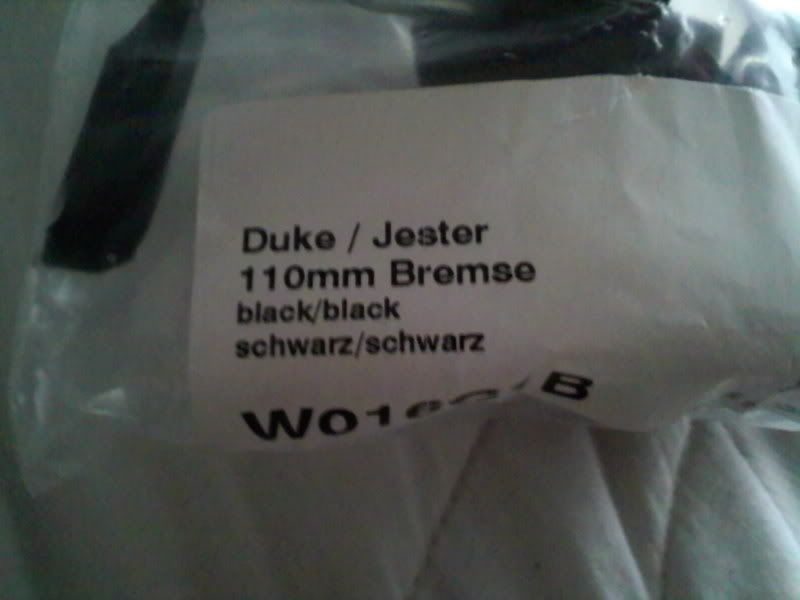 Duke / Jester
110mm Bremse
black/black
schwarz/schwarz